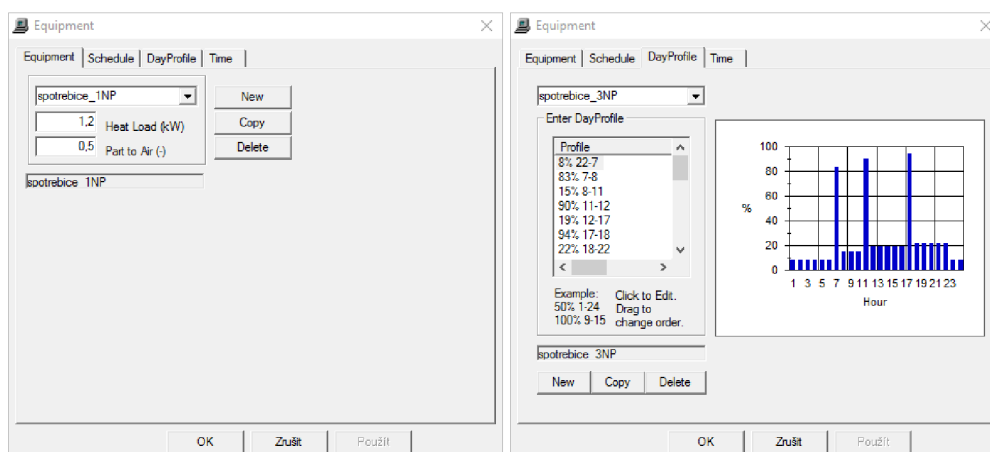 Equipment
Equipment Schedule DayProfile Time
spotrebice_1NP
New
1,2 Heat Load (kW)
Copy
0,5 Part to Air (-)
Delete
spotrebice 1NP
OK Zrušit Použít
Equipment
Equipment Schedule DayProfile Time
spotrebice_3NP
Enter DayProfile
Profile
8% 22-7
83% 7-8
15% 8-11
90% 11-12
19% 12-17
94% 17-18
22% 18-22
Example: Click to Edit.
50% 1-24 Drag to
100% 9-15 change order.
spotrebice 3NP
New Copy Delete
100
80
60
%
40
20
0
1 3 5 7 9 11 13 15 17 19 21 23
Hour
OK Zrušit Použít